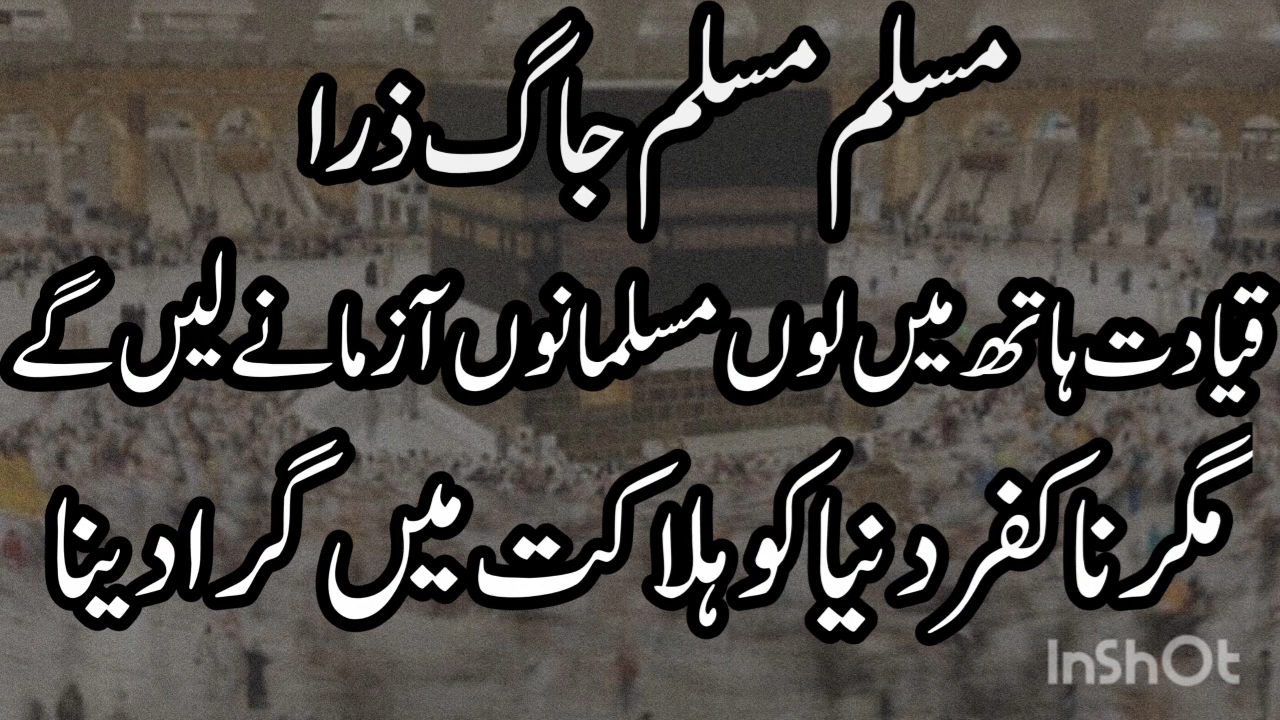 مسلم مسلم جاگ ذرا
قیادت ہاتھ میں لوں مسلمانوں آزمانے لیں گے
مگر نا کفر دنیا کو ہلاکت میں گرا دینا
InShOt